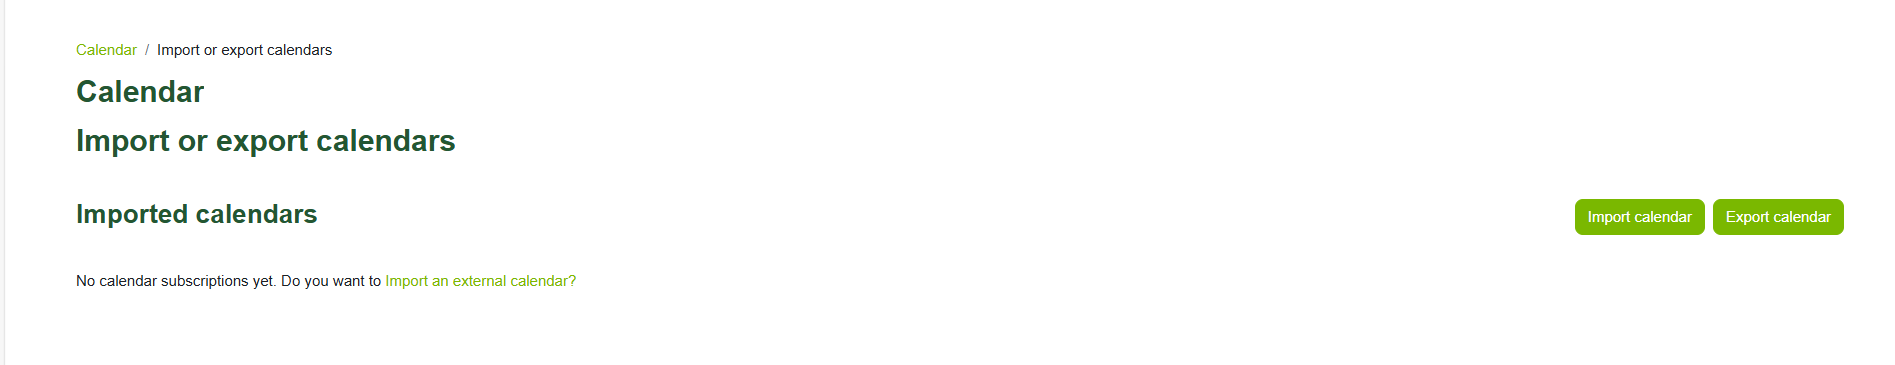 Calendar / Import or export calendars
Calendar
Import or export calendars
Imported calendars
Import calendar
Export calendar
No calendar subscriptions yet. Do you want to Import an external calendar?